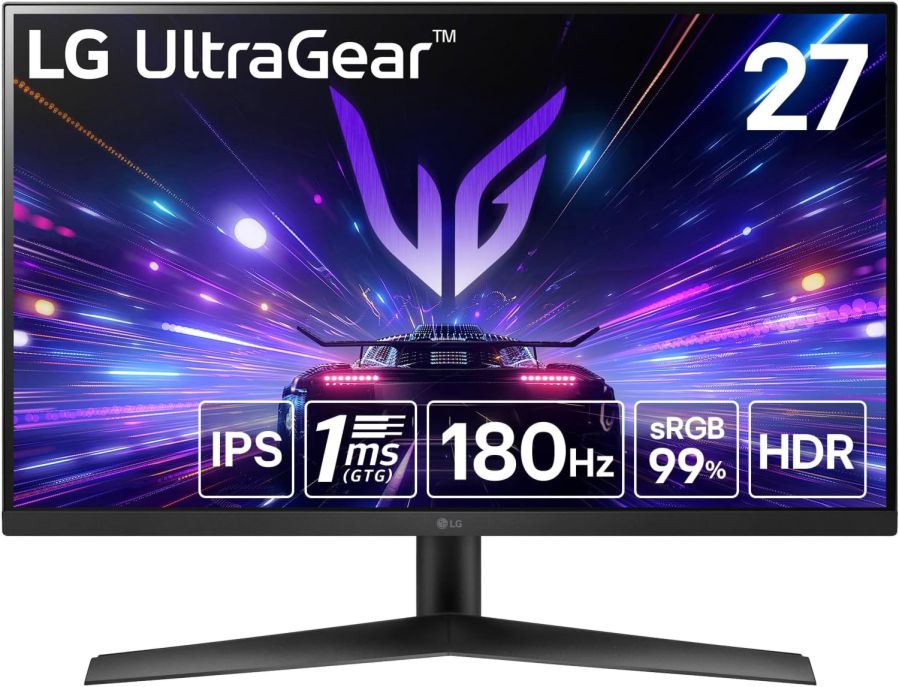 LG UltraGear™
27
IPS
1ms
(GTG)
180Hz
sRGB
99%
HDR
LG